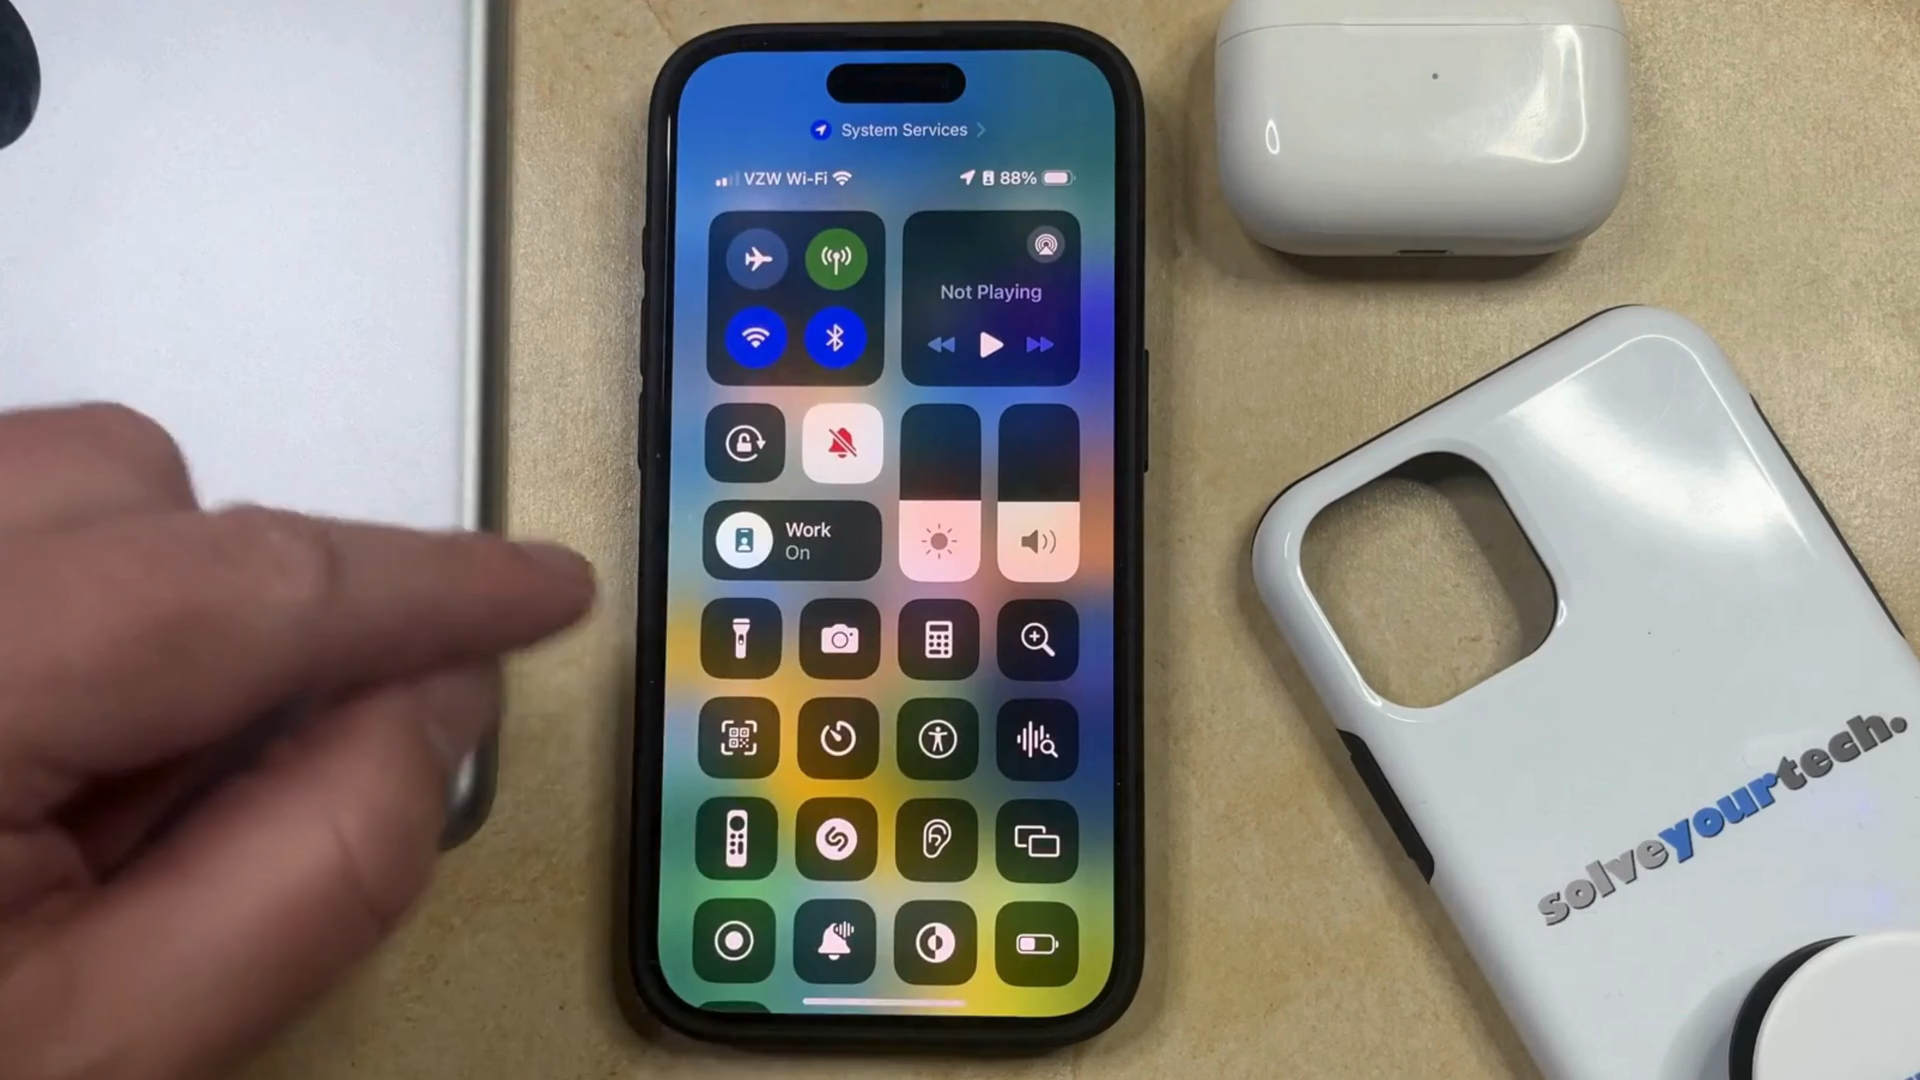 System Services
VZW Wi-Fi 88%
Not Playing
Work
On
solveyourtech.